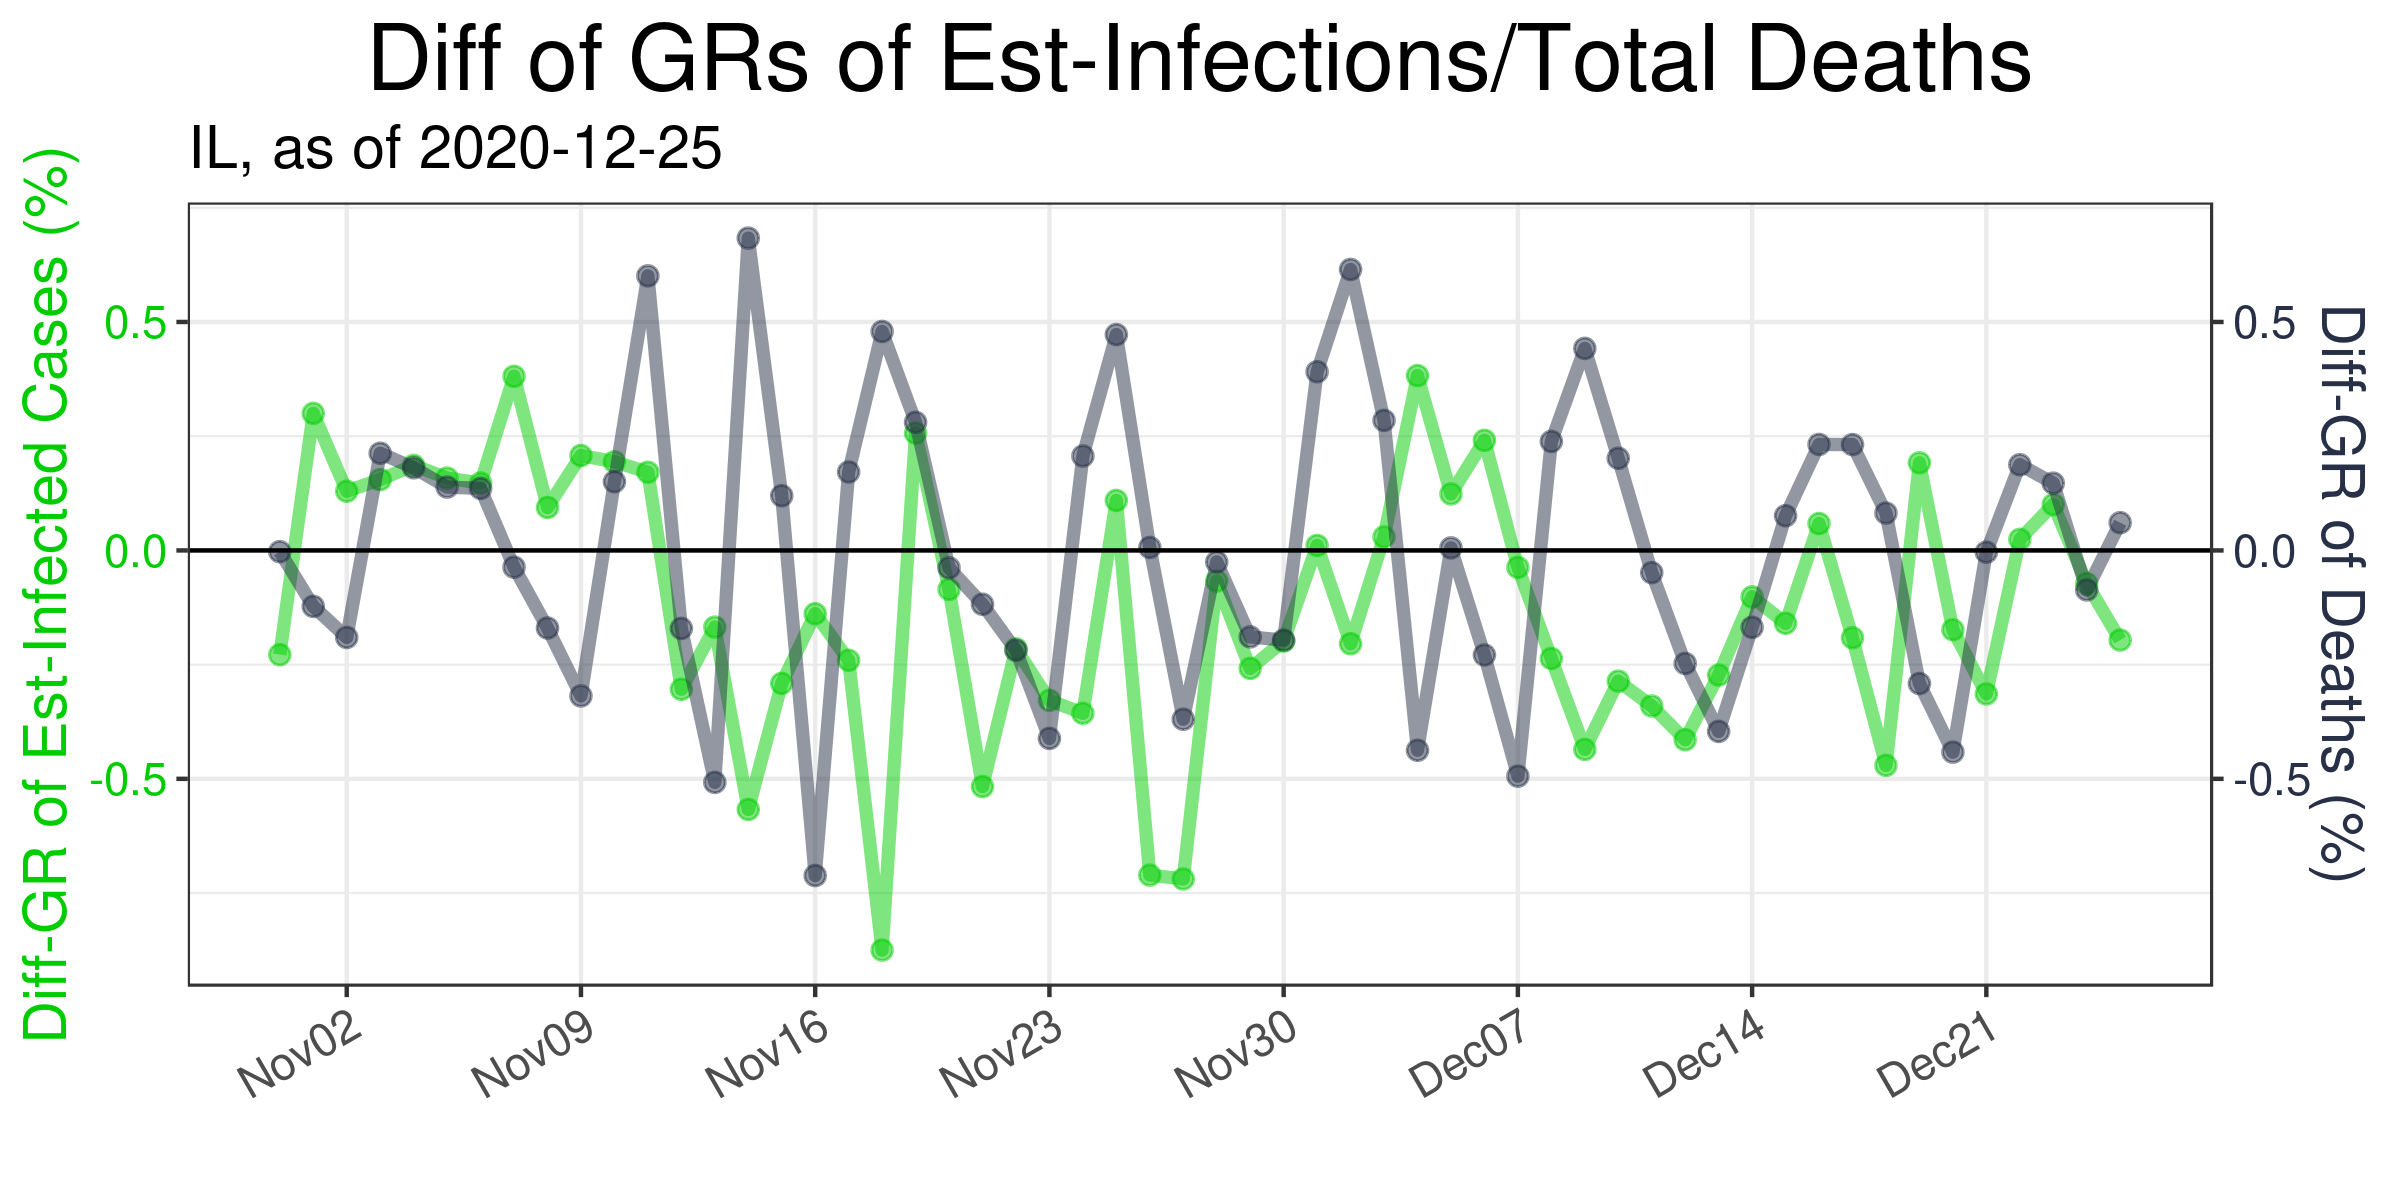 Diff of GRs of Est-Infections/Total Deaths
IL, as of 2020-12-25
Diff-GR of Est-Infected Cases (%)
0.5
0.0
-0.5
0.5
0.0
-0.5
Diff-GR of Deaths (%)
Nov02
Nov09
Nov16
Nov23
Nov30
Dec07
Dec14
Dec21